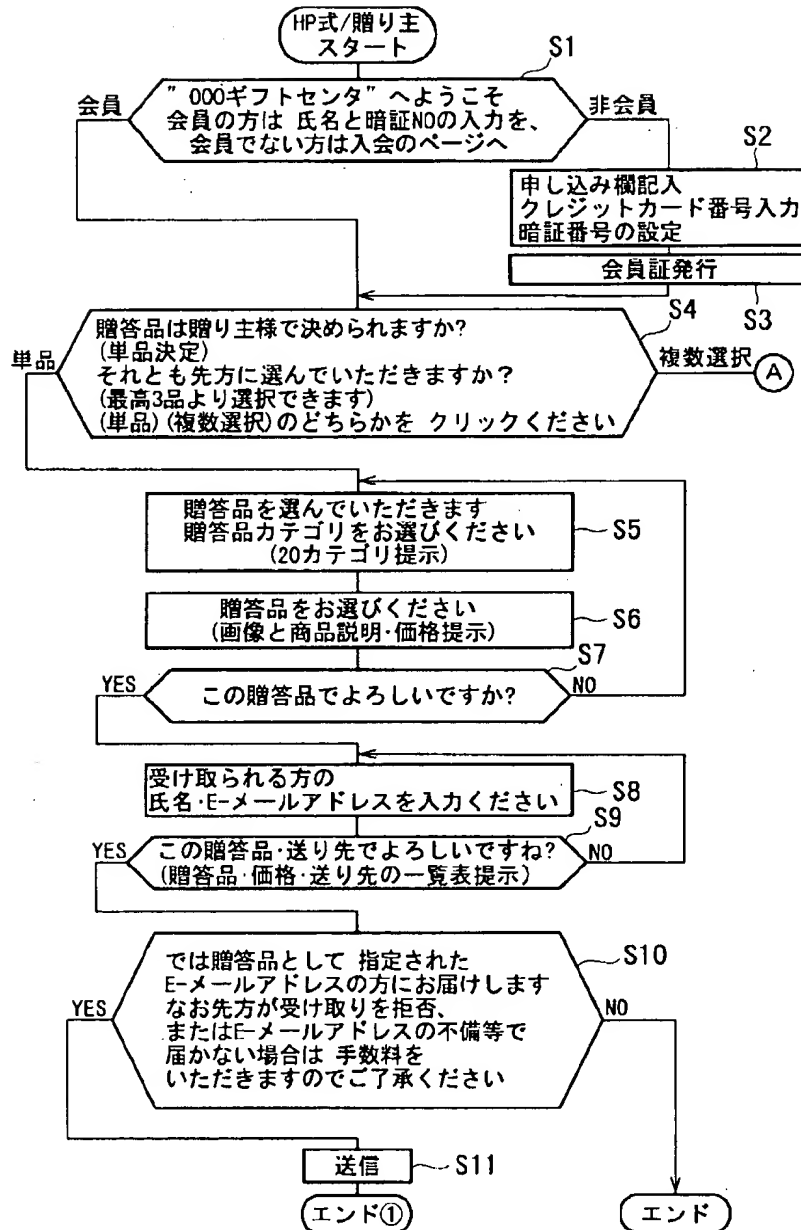 HP式/贈り主
スタート
S1
会員
" 000ギフトセンタ" へようこそ
会員の方は 氏名と暗証NOの入力を、
会員でない方は入会のページへ
非会員
S2
申し込み欄記入
クレジットカード番号入力
暗証番号の設定
会員証発行
S3
S4
単品
贈答品は贈り主様で決められますか?
(単品決定)
それとも先方に選んでいただきますか?
(最高3品より選択できます)
(単品)(複数選択)のどちらかを クリックください
複数選択
A
贈答品を選んでいただきます
贈答品カテゴリをお選びください
(20カテゴリ提示)
S5
贈答品をお選びください
(画像と商品説明・価格提示)
S6
S7
YES
この贈答品でよろしいですか?
NO
受け取られる方の
氏名・E-メールアドレスを入力ください
S8
S9
YES
この贈答品・送り先でよろしいですね?
(贈答品・価格・送り先の一覧表提示)
NO
S10
YES
では贈答品として 指定された
E-メールアドレスの方にお届けします
なお先方が受け取りを拒否、
またはE-メールアドレスの不備等で
届かない場合は 手数料を
いただきますのでご了承ください
NO
送信
S11
エンド①
エンド